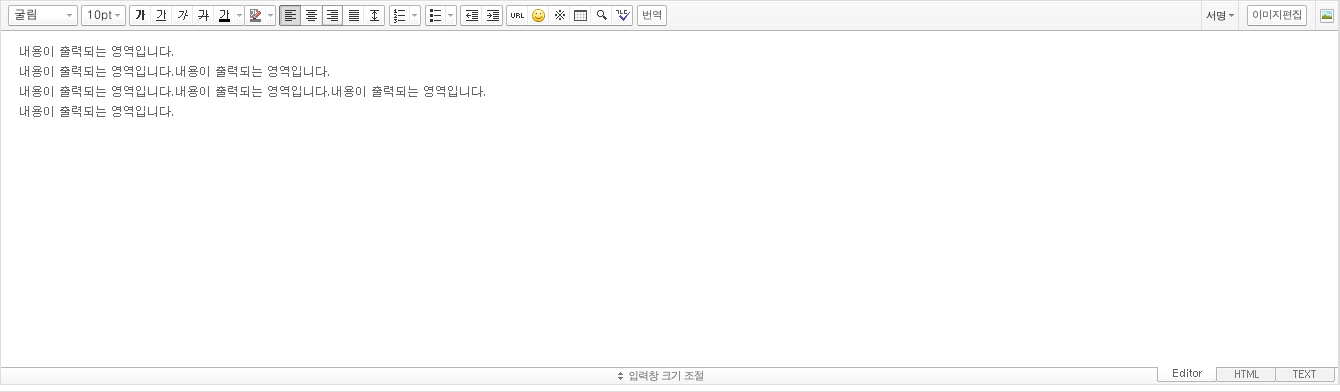 굴림 10pt 가 가 가 가 가 가 URL ※ 번역 서명 이미지편집
내용이 출력되는 영역입니다.
내용이 출력되는 영역입니다.내용이 출력되는 영역입니다.
내용이 출력되는 영역입니다.내용이 출력되는 영역입니다.내용이 출력되는 영역입니다.
내용이 출력되는 영역입니다.
입력창 크기 조절 Editor HTML TEXT